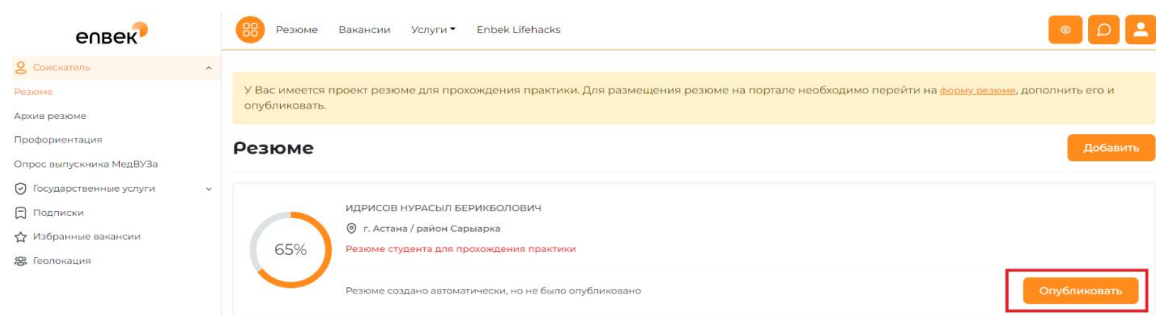 enbek
Резюме Вакансии Услуги Enbek Lifehacks
Соискатель
Резюме
Архив резюме
Профориентация
Опрос выпускника МедВУЗа
Государственные услуги
Подписки
Избранные вакансии
Геолокация
У Вас имеется проект резюме для прохождения практики. Для размещения резюме на портале необходимо перейти на форму резюме, дополнить его и
опубликовать.
Резюме
Добавить
65%
ИДРИСОВ НУРАСЫЛ БЕРИКБОЛОВИЧ
г. Астана / район Сарыарка
Резюме студента для прохождения практики
Резюме создано автоматически, но не было опубликовано
Опубликовать